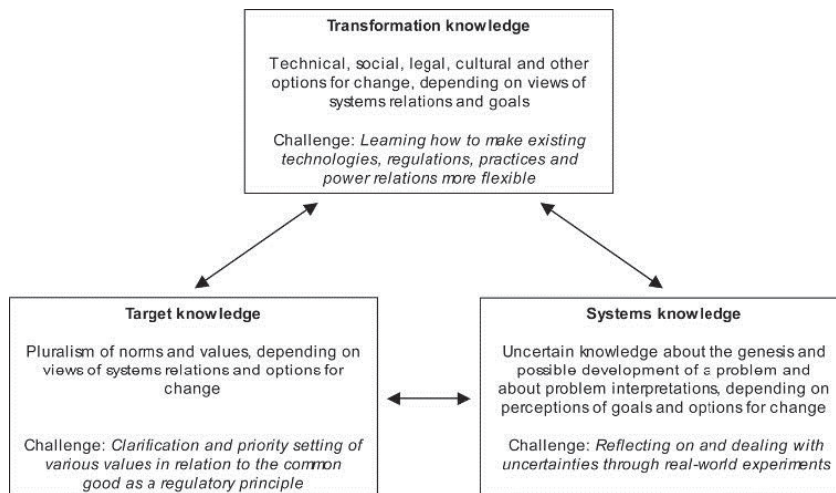 Transformation knowledge
Technical, social, legal, cultural and other
options for change, depending on views of
systems relations and goals
Challenge: Learning how to make existing
technologies, regulations, practices and
power relations more flexible
Target knowledge
Pluralism of norms and values, depending on
views of systems relations and options for
change
Challenge: Clarification and priority setting of
various values in relation to the common
good as a regulatory principle
Systems knowledge
Uncertain knowledge about the genesis and
possible development of a problem and
about problem interpretations, depending on
perceptions of goals and options for change
Challenge: Reflecting on and dealing with
uncertainties through real-world experiments